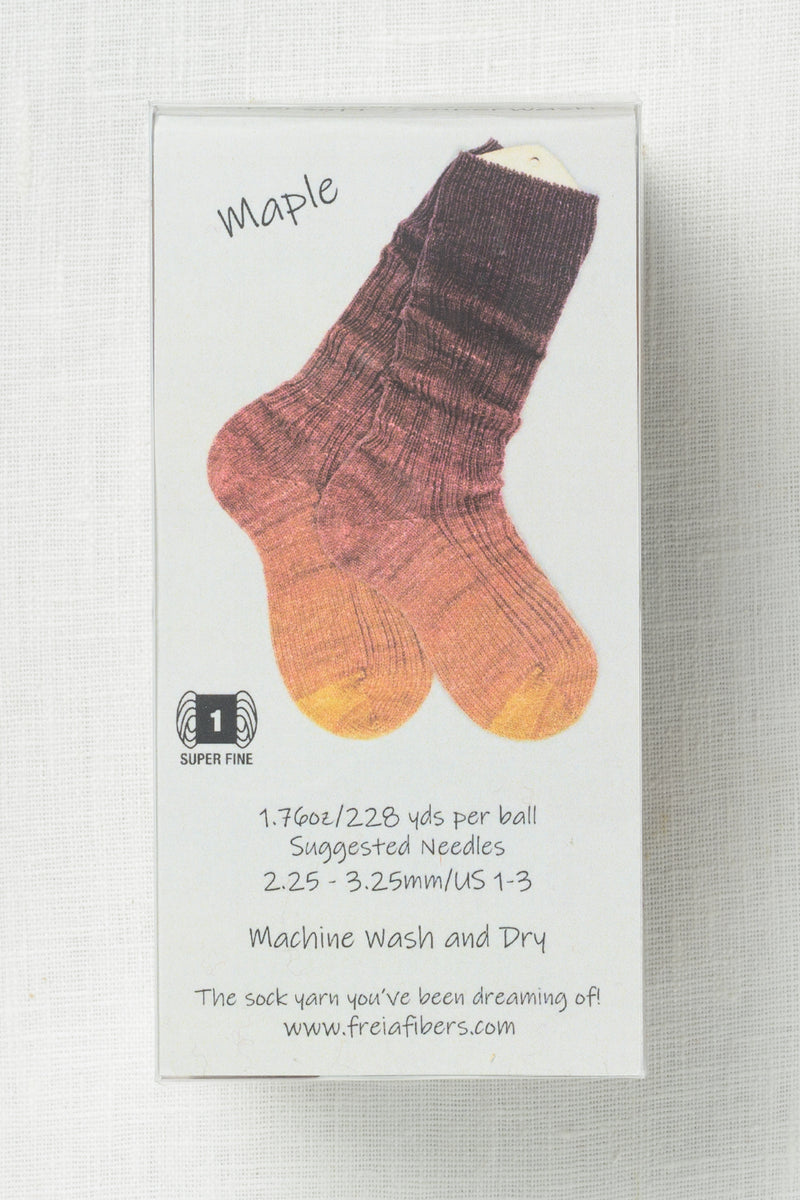 Maple
1
SUPER FINE
1.76oz/228 yds per ball
Suggested Needles
2.25 - 3.25mm/US 1-3
Machine Wash and Dry
The sock yarn you've been dreaming of!
www.freiafibers.com